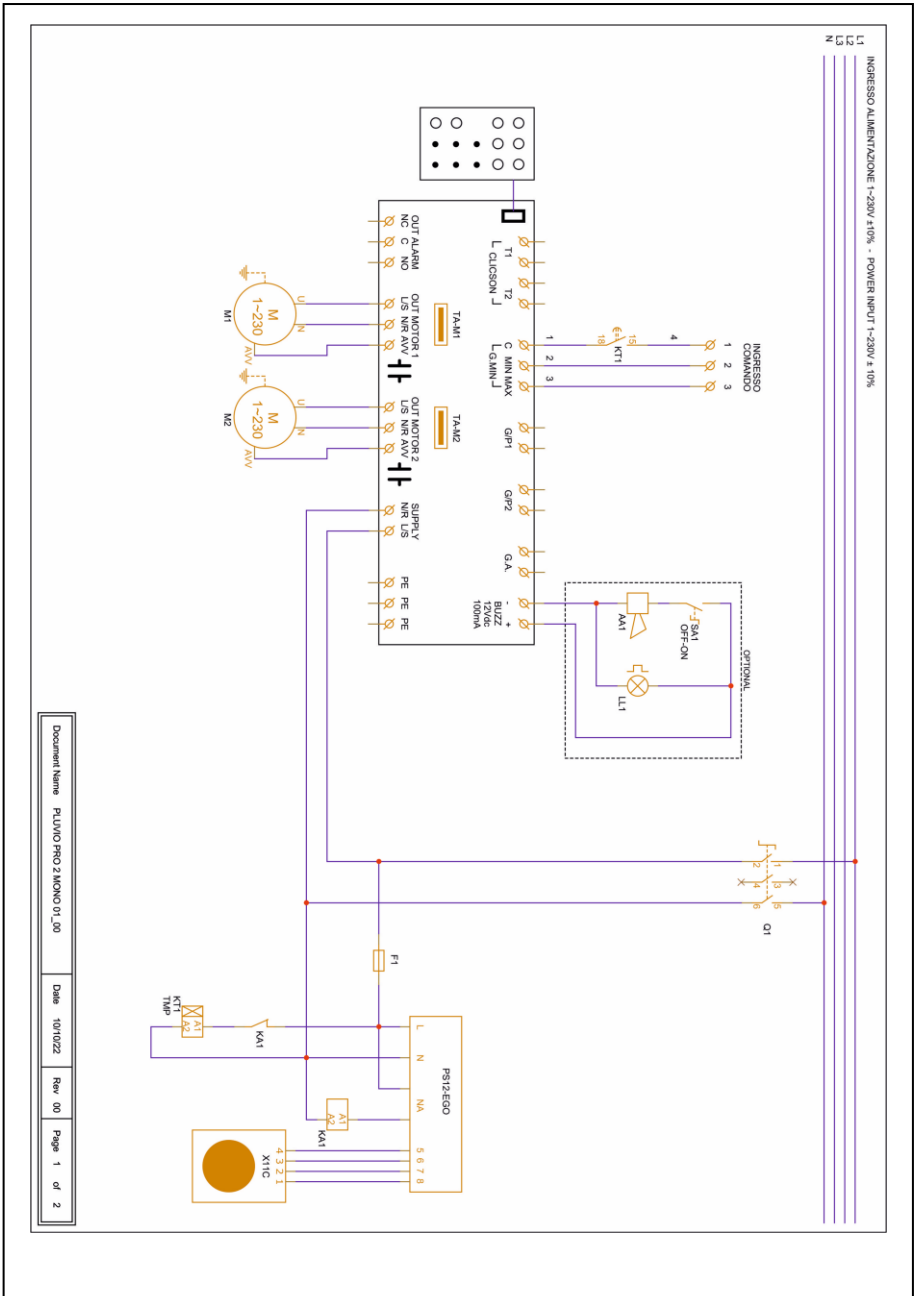 INGRESSO ALIMENTAZIONE 1~230V ±10% - POWER INPUT 1~230V ± 10%
L1
L2
L3
N
INGRESSO
COMANDO
1
2
3
4
15
18
KT1
1
2
3
T1
CLICSON
T2
C
MIN
MAX
G.MIN
G/P1
G/P2
G.A.
-
+
BUZZ
12Vdc
100mA
OPTIONAL
SA1
OFF-ON
AA1
LL1
TA-M1
TA-M2
OUT ALARM
NC
C
NO
OUT MOTOR 1
L/S
N/R
AVV
OUT MOTOR 2
L/S
N/R
AVV
SUPPLY
N/R
L/S
PE
PE
PE
U
N
M
1~230
AVV
M1
U
N
M
1~230
AVV
M2
1
2
3
4
5
6
Q1
F1
L
N
NA
PS12-EGO
5
6
7
8
KA1
KT1
TMP
A1
A2
A1
A2
KA1
4
3
2
1
X11C
Document Name PLUVIO PRO 2 MONO 01_00
Date 10/10/22
Rev 00
Page 1 of 2